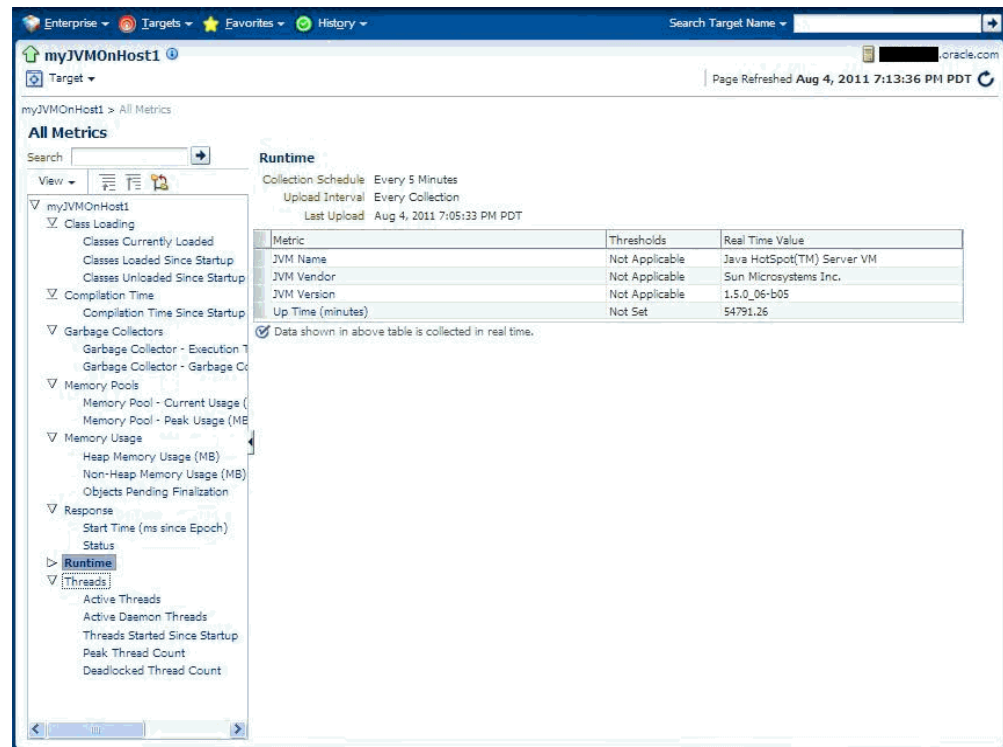 Enterprise Targets Favorites History Search Target Name
myJVMOnHost1 .oracle.com
Target Page Refreshed Aug 4, 2011 7:13:36 PM PDT
myJVMOnHost1 > All Metrics
All Metrics
Search
View
myJVMOnHost1
Class Loading
Classes Currently Loaded
Classes Loaded Since Startup
Classes Unloaded Since Startup
Compilation Time
Compilation Time Since Startup
Garbage Collectors
Garbage Collector - Execution T
Garbage Collector - Garbage Co
Memory Pools
Memory Pool - Current Usage (
Memory Pool - Peak Usage (MB
Memory Usage
Heap Memory Usage (MB)
Non-Heap Memory Usage (MB)
Objects Pending Finalization
Response
Start Time (ms since Epoch)
Status
Runtime
Threads
Active Threads
Active Daemon Threads
Threads Started Since Startup
Peak Thread Count
Deadlocked Thread Count
Runtime
Collection Schedule Every 5 Minutes
Upload Interval Every Collection
Last Upload Aug 4, 2011 7:05:33 PM PDT
Metric Thresholds Real Time Value
JVM Name Not Applicable Java HotSpot(TM) Server VM
JVM Vendor Not Applicable Sun Microsystems Inc.
JVM Version Not Applicable 1.5.0_06-b05
Up Time (minutes) Not Set 54791.26
Data shown in above table is collected in real time.